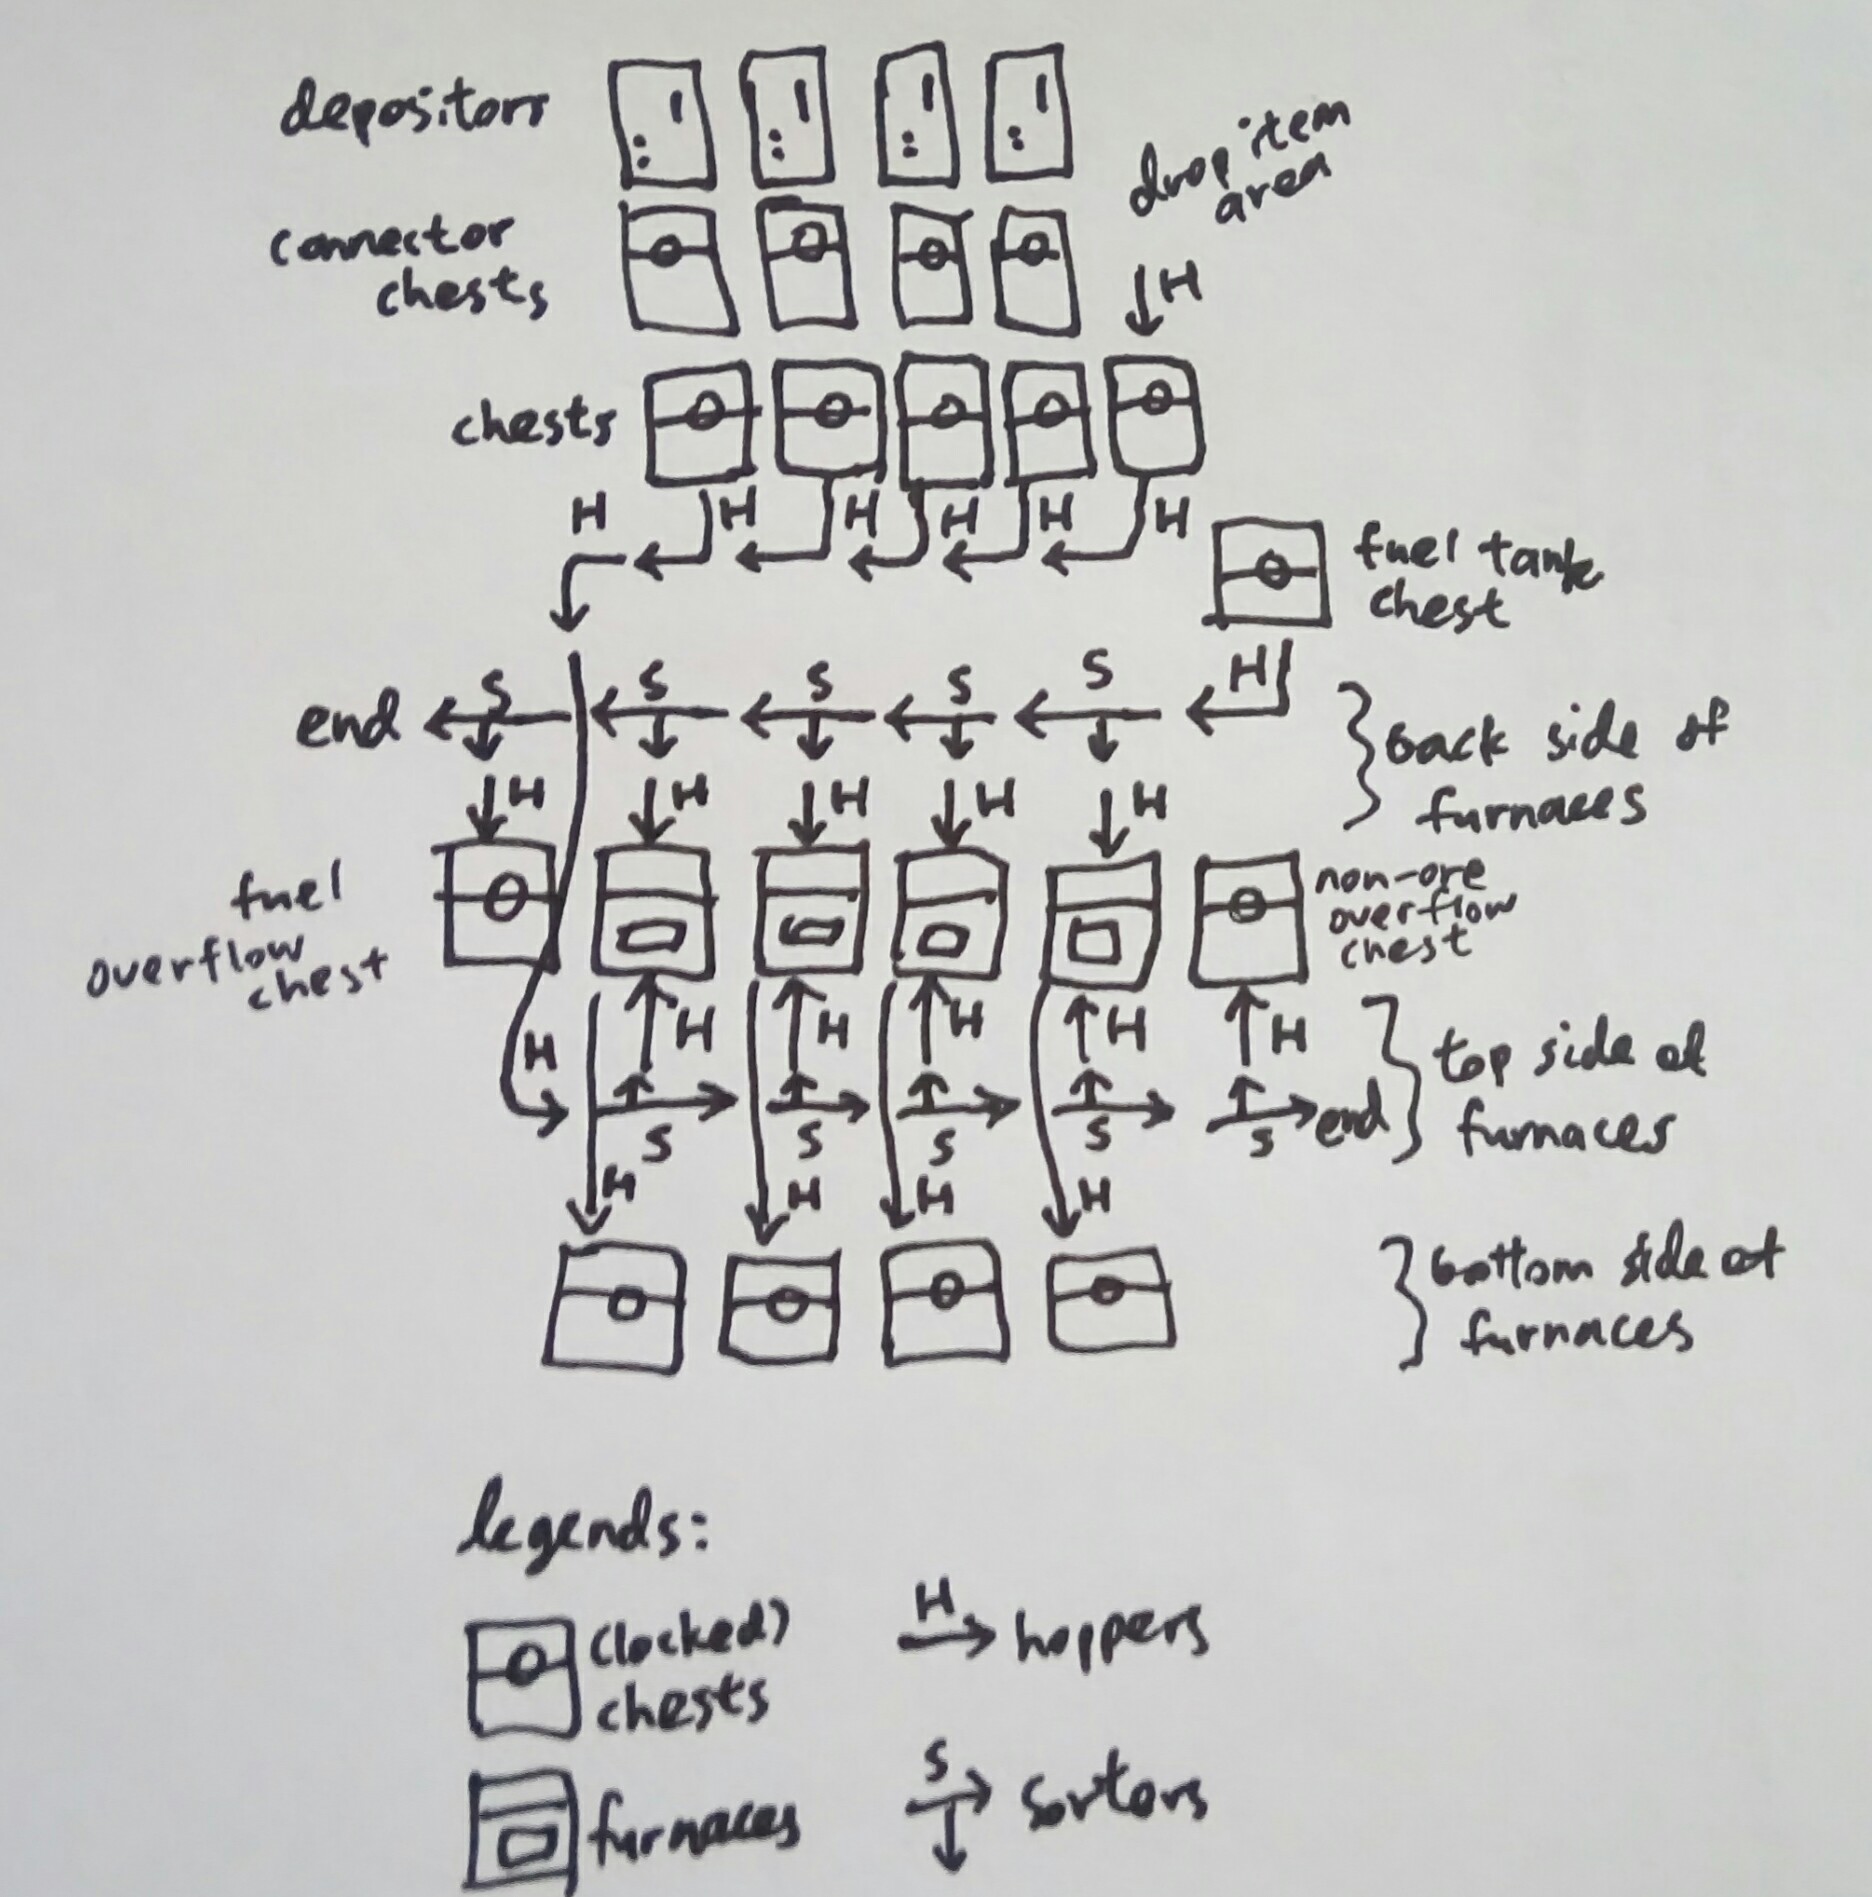 depositors
drop item
area
connector
chests
H
chests
H H H H H H
fuel tank
chest
S S S S S H
end
back side of
furnaces
H H H H H
fuel
overflow
chest
non-ore
overflow
chest
H H H H H H
top side of
furnaces
S S S S S end
H H H H
bottom side of
furnaces
legends:
(locked)
chests
H
hoppers
furnaces
S
sortors